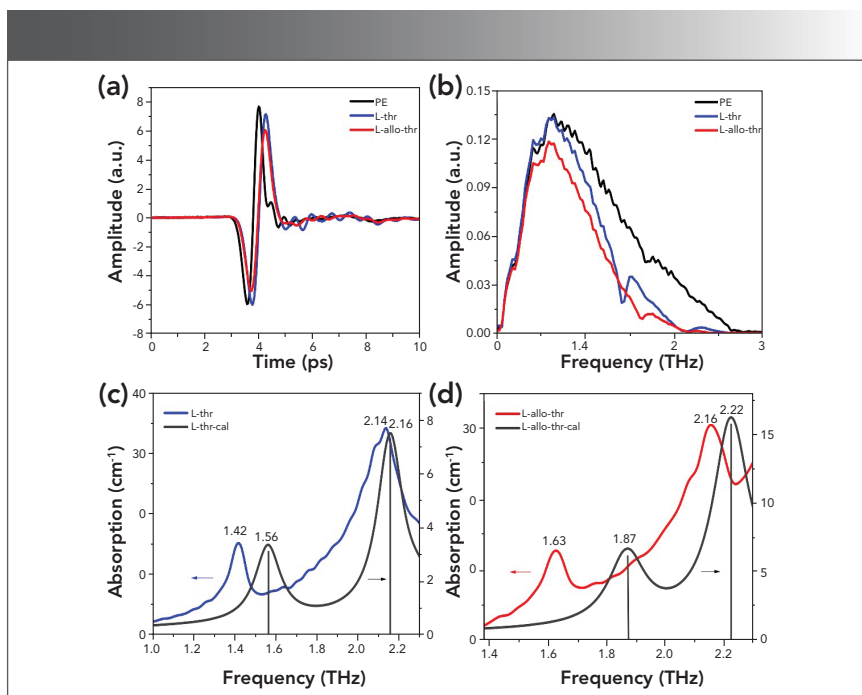 (a)
8
6
4
2
0
-2
-4
-6
-8
0 2 4 6 8 10
Amplitude (a.u.)
Time (ps)
PE
L-thr
L-allo-thr
(b)
0.15
0.12
0.09
0.06
0.03
0.00
0 1.4 2 3
Amplitude (a.u.)
Frequency (THz)
PE
L-thr
L-allo-thr
(c)
40
30
0
0
0
1.0 1.2 1.4 1.6 1.8 2.0 2.2
8
7
5
4
2
0
Absorption (cm-1)
Frequency (THz)
L-thr
L-thr-cal
1.42
1.56
2.14
2.16
(d)
30
0
0
0
1.4 1.6 1.8 2.0 2.2
15
10
5
0
Absorption (cm-1)
Frequency (THz)
L-allo-thr
L-allo-thr-cal
1.63
1.87
2.16
2.22